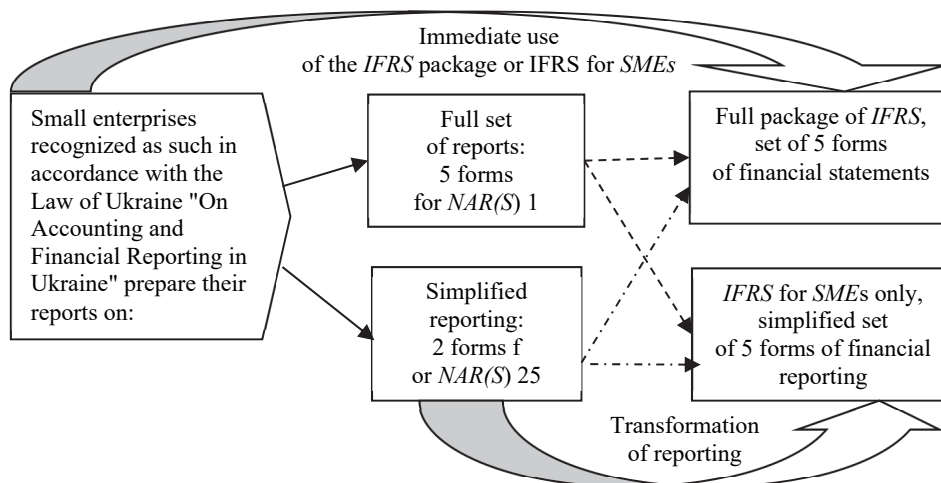 Immediate use
of the IFRS package or IFRS for SMEs
Small enterprises
recognized as such in
accordance with the
Law of Ukraine "On
Accounting and
Financial Reporting in
Ukraine" prepare their
reports on:
Full set
of reports:
5 forms
for NAR(S) 1
Full package of IFRS,
set of 5 forms
of financial statements
Simplified
reporting:
2 forms f
or NAR(S) 25
IFRS for SMEs only,
simplified set
of 5 forms of financial
reporting
Transformation
of reporting